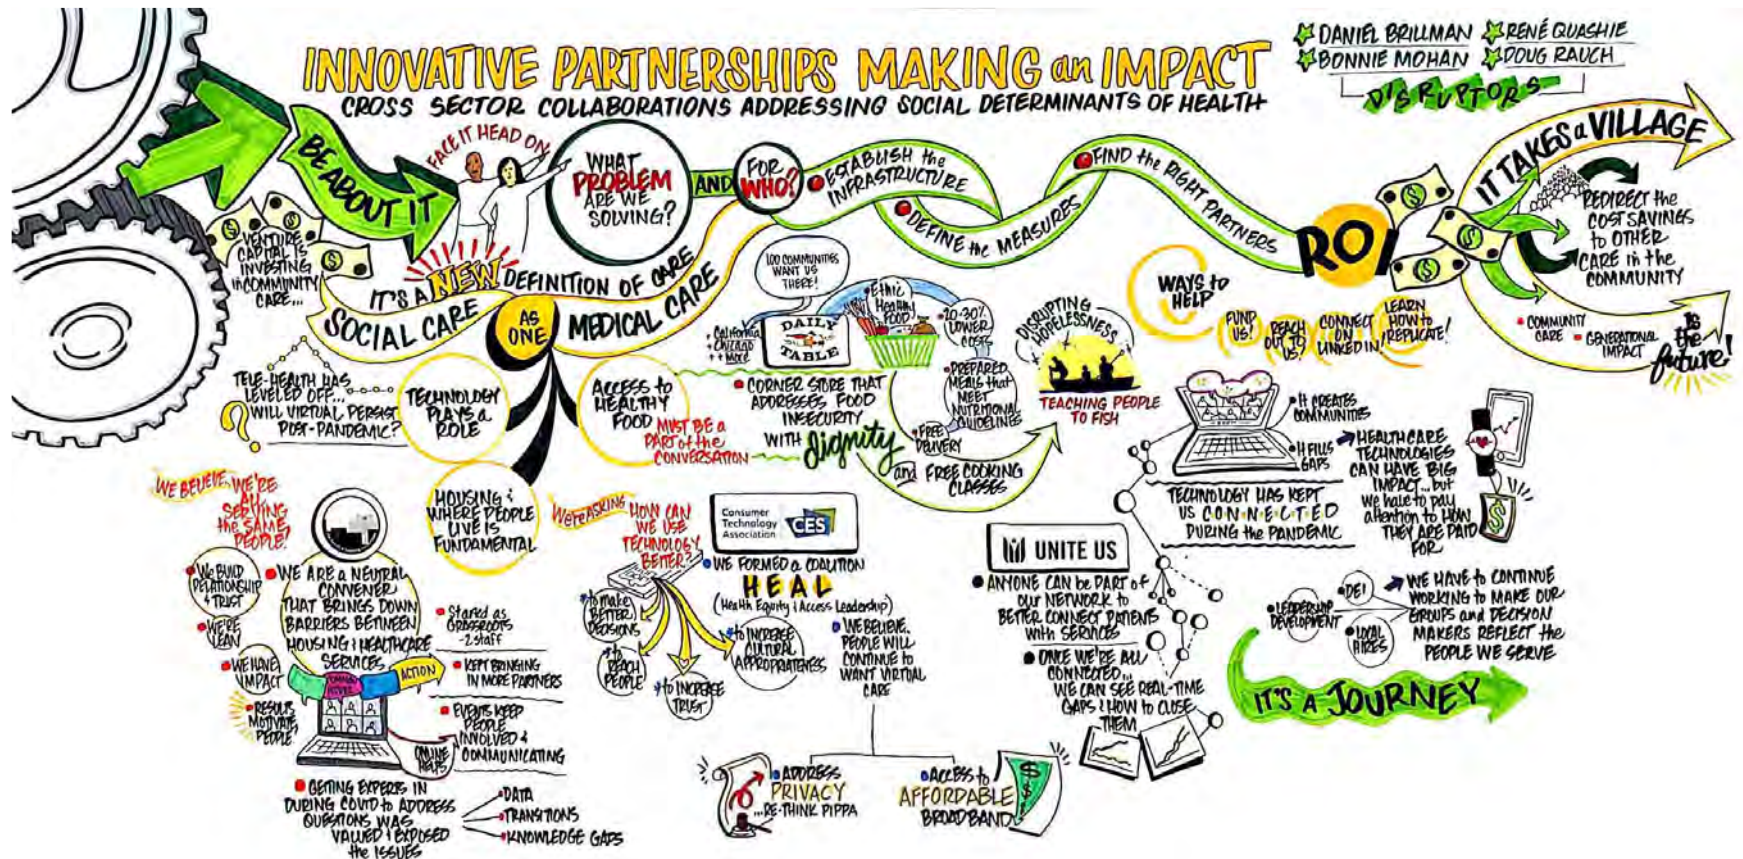 INNOVATIVE PARTNERSHIPS MAKING an IMPACT
CROSS SECTOR COLLABORATIONS ADDRESSING SOCIAL DETERMINANTS OF HEALTH
DANIEL BRILLMAN
RENÉ QUASHIE
BONNIE MOHAN
DOUG RAUCH
DISRUPTORS
BE ABOUT IT
FACE IT HEAD ON
WHAT
PROBLEM
ARE WE
SOLVING?
AND
FOR
WHO?
ESTABLISH the
INFRASTRUCTURE
DEFINE the MEASURES
FIND the RIGHT PARTNERS
ROI
IT TAKES a VILLAGE
REDIRECT the
COST SAVINGS
to OTHER
CARE in the
COMMUNITY
COMMUNITY
CARE
GENERATIONAL
IMPACT
IS
the
future!
VENTURE
CAPITAL IS
INVESTING
in COMMUNITY
CARE...
IT'S A NEW DEFINITION OF CARE
SOCIAL CARE
AS
ONE
MEDICAL CARE
TELE-HEALTH HAS
LEVELED OFF...
WILL VIRTUAL PERSIST
POST-PANDEMIC?
TECHNOLOGY
PLAYS a
ROLE
ACCESS to
HEALTHY
FOOD
MUST BE a
PART of the
CONVERSATION
HOUSING &
WHERE PEOPLE
LIVE IS
FUNDAMENTAL
100 COMMUNITIES
WANT US
THERE!
California
+ Chicago
++ More
DAILY
TABLE
Ethic
Healthy
FOOD
20-30%
LOWER
COSTS
PREPARED
MEALS that
MEET
NUTRITIONAL
GUIDELINES
FREE
DELIVERY
CORNER STORE THAT
ADDRESSES FOOD
INSECURITY
WITH dignity
and FREE COOKING
CLASSES
DISRUPTING
HOPELESSNESS
TEACHING PEOPLE
TO FISH
WAYS to
HELP
FUND
US!
REACH
OUT TO
US!
CONNECT
ON
LINKED IN!
LEARN
HOW to
REPLICATE!
IT CREATES
COMMUNITIES
IT FILLS
GAPS
TECHNOLOGY HAS KEPT
US C·O·N·N·E·C·T·E·D
DURING the PANDEMIC
HEALTHCARE
TECHNOLOGIES
CAN HAVE BIG
IMPACT... but
we have to pay
attention to HOW
THEY ARE PAID
FOR
WE BELIEVE, WE'RE
ALL
SERVING
the SAME
PEOPLE!
WE BUILD
RELATIONSHIP
& TRUST
WE'RE
LEAN
WE HAVE
IMPACT
RESULTS
MOTIVATE
PEOPLE
WE ARE a NEUTRAL
CONVENER
THAT BRINGS DOWN
BARRIERS BETWEEN
HOUSING & HEALTHCARE
SERVICES
ACTION
ONLINE
HELPS
Started as
GRASSROOTS
-2 staff
KEPT BRINGING
IN MORE PARTNERS
EVENTS KEEP
PEOPLE
INVOLVED &
COMMUNICATING
GETTING EXPERTS IN
DURING COVID to ADDRESS
QUESTIONS WAS
VALUED & EXPOSED
the ISSUES
DATA
TRANSITIONS
KNOWLEDGE GAPS
We're ASKING HOW CAN
WE USE
TECHNOLOGY
BETTER?
to make
BETTER
DECISIONS
to
REACH
PEOPLE
to INCREASE
TRUST
to INCREASE
CULTURAL
APPROPRIATENESS
Consumer
Technology
Association
CES
WE FORMED a COALITION
HEAL
(Health Equity & Access Leadership)
WE BELIEVE
PEOPLE WILL
CONTINUE to
WANT VIRTUAL
CARE
ADDRESS
PRIVACY
...RE-THINK PIPPA
ACCESS to
AFFORDABLE
BROADBAND
UNITE US
ANYONE CAN be PART of
our NETWORK to
BETTER CONNECT PATIENTS
with SERVICES
ONCE WE'RE ALL
CONNECTED...
WE CAN SEE REAL-TIME
GAPS & HOW to CLOSE
THEM
LEADERSHIP
DEVELOPMENT
DEI
LOCAL
HIRES
WE HAVE to CONTINUE
WORKING to MAKE OUR
GROUPS and DECISION
MAKERS REFLECT the
PEOPLE WE SERVE
IT'S A JOURNEY